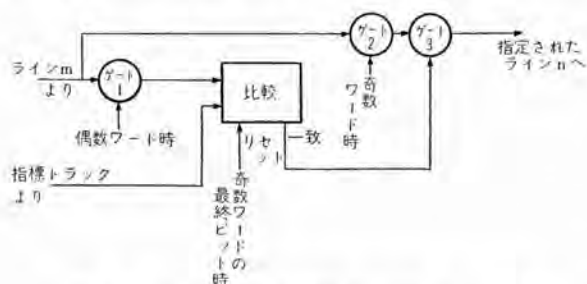 ゲート
2
ゲート
3
指定された
ラインnへ
ラインm
より
ゲート
1
比較
奇数
ワード時
偶数ワード時
リセット
一致
指標トラック
より
奇数ワードの
最終ビット時